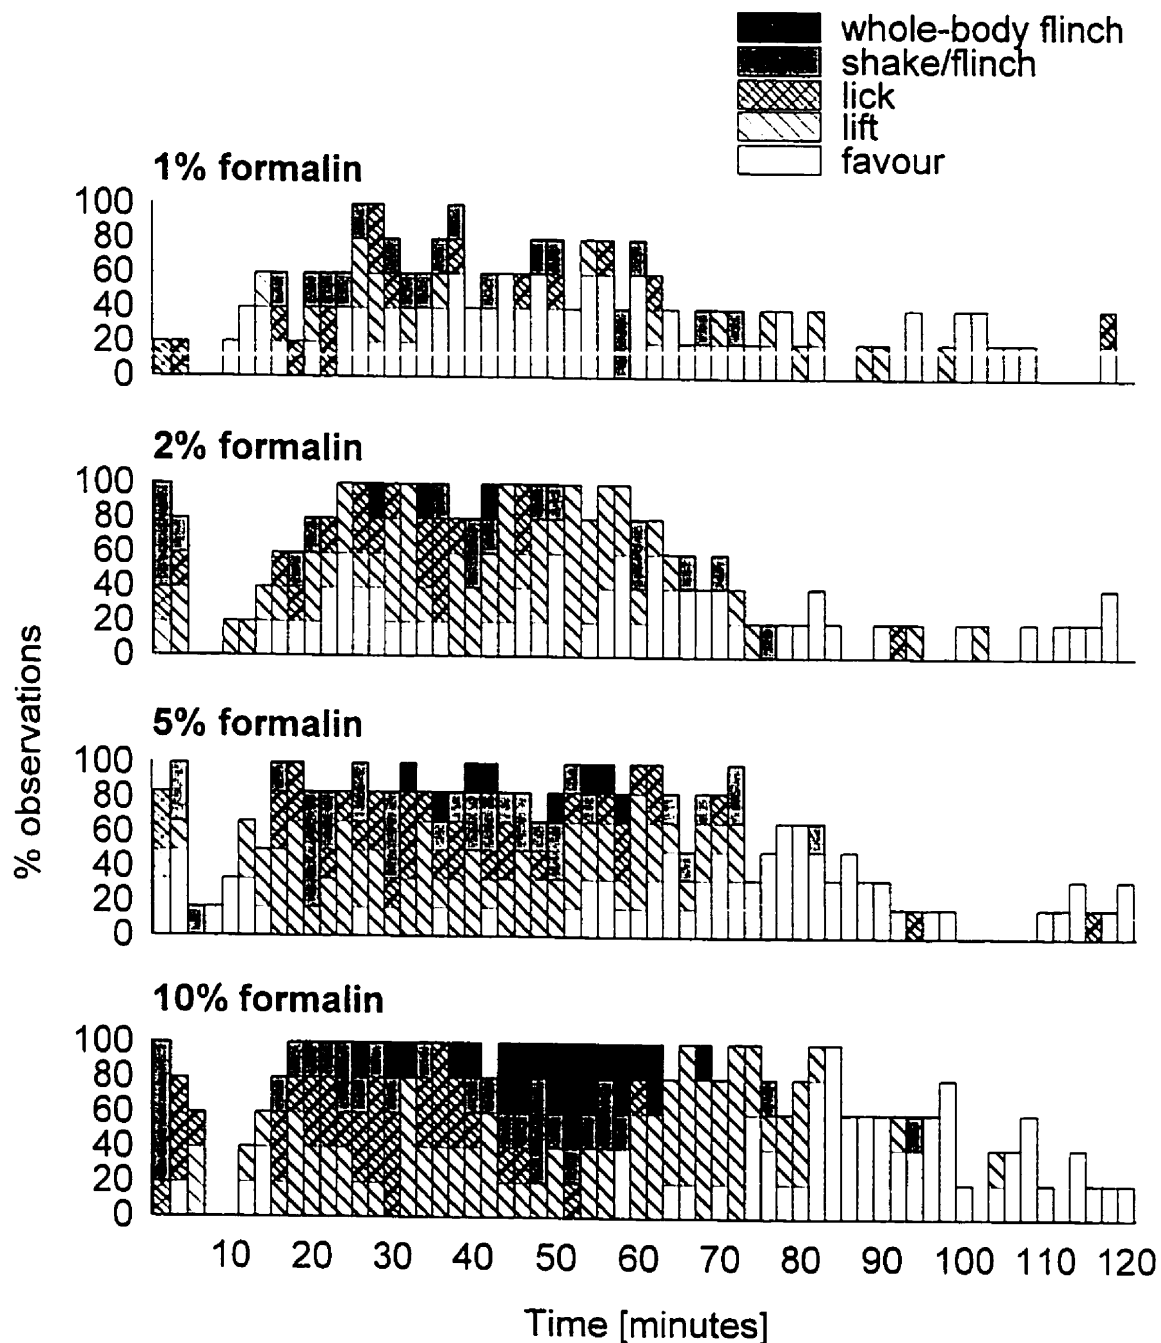 whole-body flinch
shake/flinch
lick
lift
favour
1% formalin
100
80
60
40
20
0
2% formalin
100
80
60
40
20
0
% observations
5% formalin
100
80
60
40
20
0
10% formalin
100
80
60
40
20
0
10 20 30 40 50 60 70 80 90 100 110 120
Time [minutes]